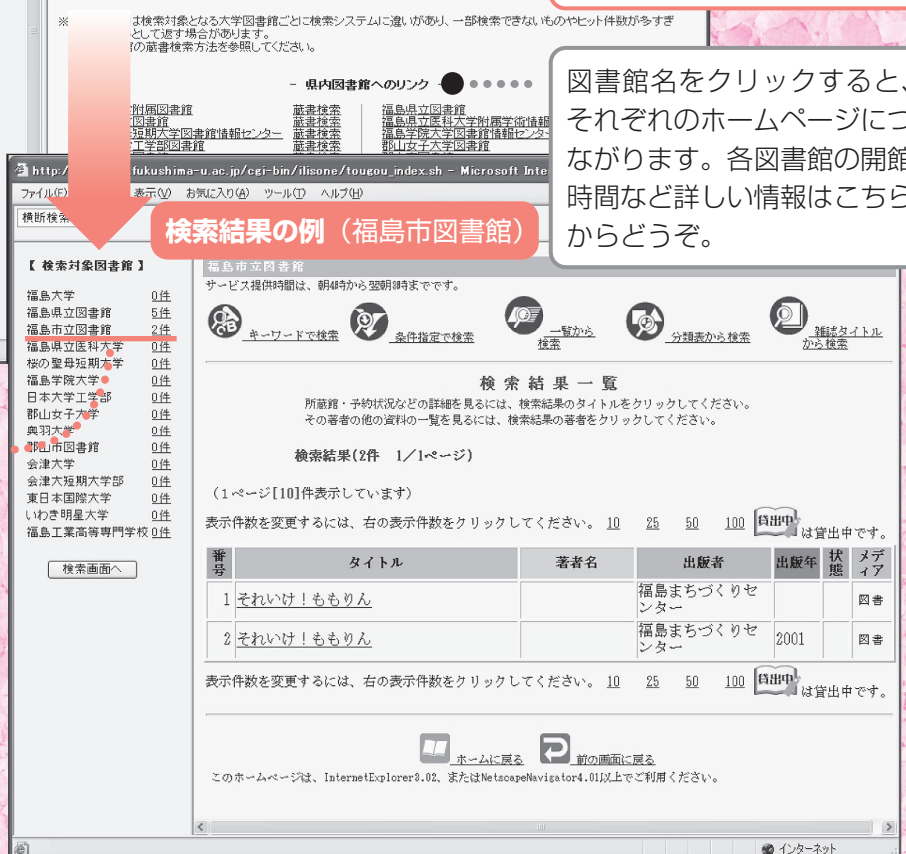 ※
は検索対象となる大学図書館ごとに検索システムに違いがあり、一部検索できないものやヒット件数が多すぎ
として返す場合があります。
の蔵書検索方法を参照してください。
- 県内図書館へのリンク -
附属図書館 蔵書検索 福島県立図書館
図書館 蔵書検索 福島県立医科大学附属学術情報
短期大学図書館情報センター 蔵書検索 福島学院大学図書館情報センター
工学部図書館 蔵書検索 郡山女子大学図書館
図書館名をクリックすると、
それぞれのホームページにつ
ながります。各図書館の開館
時間など詳しい情報はこちら
からどうぞ。
http:/ fukushima-u.ac.jp/cgi-bin/ilisone/tougou_index.sh - Microsoft Inte
ファイル(F) 表示(V) お気に入り(A) ツール(T) ヘルプ(H)
横断検索
検索結果の例（福島市図書館）
【 検索対象図書館 】
福島大学 0件
福島県立図書館 5件
福島市立図書館 2件
福島県立医科大学 0件
桜の聖母短期大学 0件
福島学院大学 0件
日本大学工学部 0件
郡山女子大学 0件
奥羽大学 0件
郡山市図書館 0件
会津大学 0件
会津大短期大学部 0件
東日本国際大学 0件
いわき明星大学 0件
福島工業高等専門学校 0件
検索画面へ
福島市立図書館
サービス提供時間は、朝4時から翌朝3時までです。
キーワードで検索 条件指定で検索 一覧から検索 分類表から検索 雑誌タイトルから検索
検 索 結 果 一 覧
所蔵館・予約状況などの詳細を見るには、検索結果のタイトルをクリックしてください。
その著者の他の資料の一覧を見るには、検索結果の著者をクリックしてください。
検索結果(2件 1／1ページ)
（1ページ[10]件表示しています）
表示件数を変更するには、右の表示件数をクリックしてください。 10 25 50 100 貸出中 は貸出中です。
番号 タイトル 著者名 出版者 出版年 状態 メディア
1 それいけ！ももりん 福島まちづくりセンター 図書
2 それいけ！ももりん 福島まちづくりセンター 2001 図書
表示件数を変更するには、右の表示件数をクリックしてください。 10 25 50 100 貸出中 は貸出中です。
ホームに戻る 前の画面に戻る
このホームページは、InternetExplorer3.02、またはNetscapeNavigator4.01以上でご利用ください。
インターネット